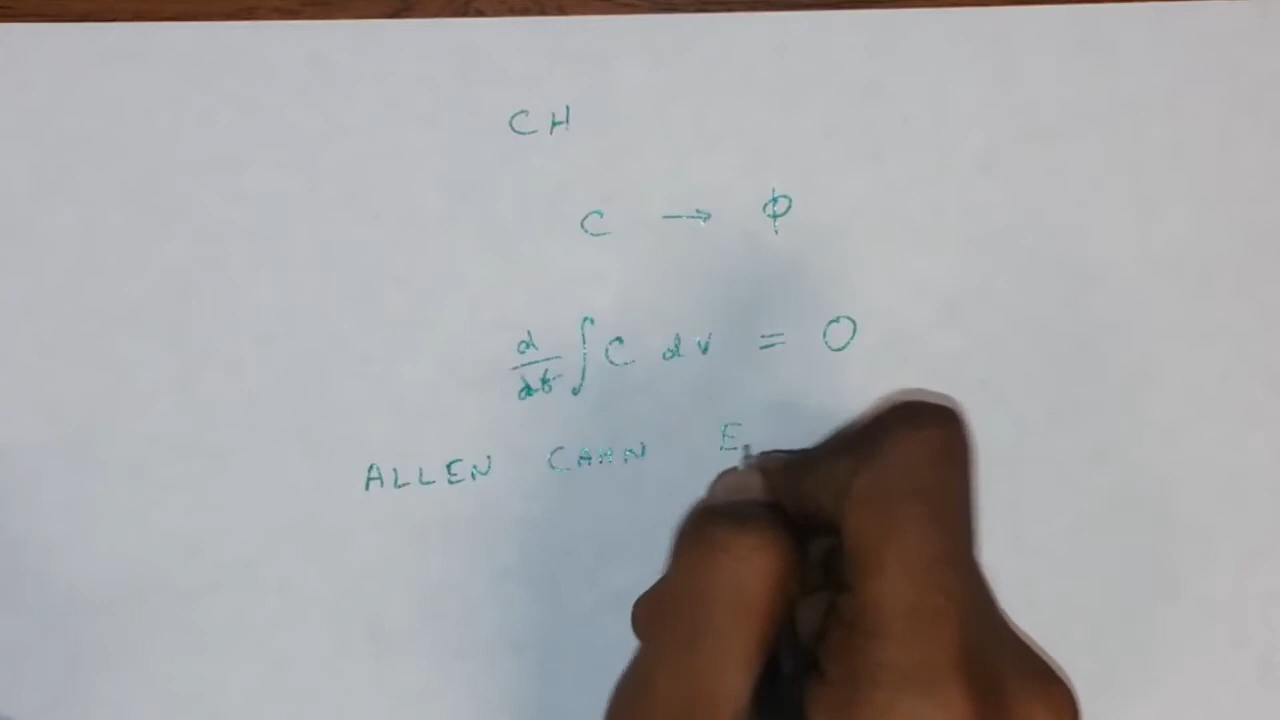 CH
C → φ
d/dt ∫ C dV = 0
ALLEN CAHN E